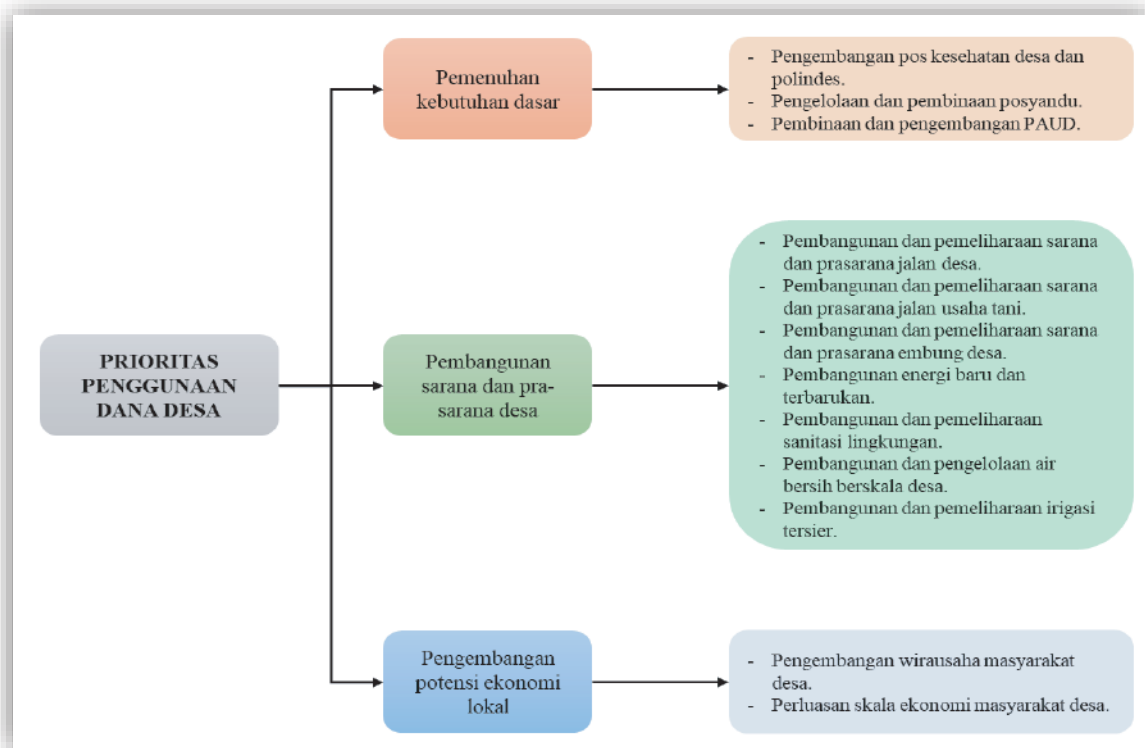 PRIORITAS
PENGGUNAAN
DANA DESA
Pemenuhan
kebutuhan dasar
- Pengembangan pos kesehatan desa dan
polindes.
- Pengelolaan dan pembinaan posyandu.
- Pembinaan dan pengembangan PAUD.
Pembangunan
sarana dan pra-
sarana desa
- Pembangunan dan pemeliharaan sarana
dan prasarana jalan desa.
- Pembangunan dan pemeliharaan sarana
dan prasarana jalan usaha tani.
- Pembangunan dan pemeliharaan sarana
dan prasarana embung desa.
- Pembangunan energi baru dan
terbarukan.
- Pembangunan dan pemeliharaan
sanitasi lingkungan.
- Pembangunan dan pengelolaan air
bersih berskala desa.
- Pembangunan dan pemeliharaan irigasi
tersier.
Pengembangan
potensi ekonomi
lokal
- Pengembangan wirausaha masyarakat
desa.
- Perluasan skala ekonomi masyarakat desa.